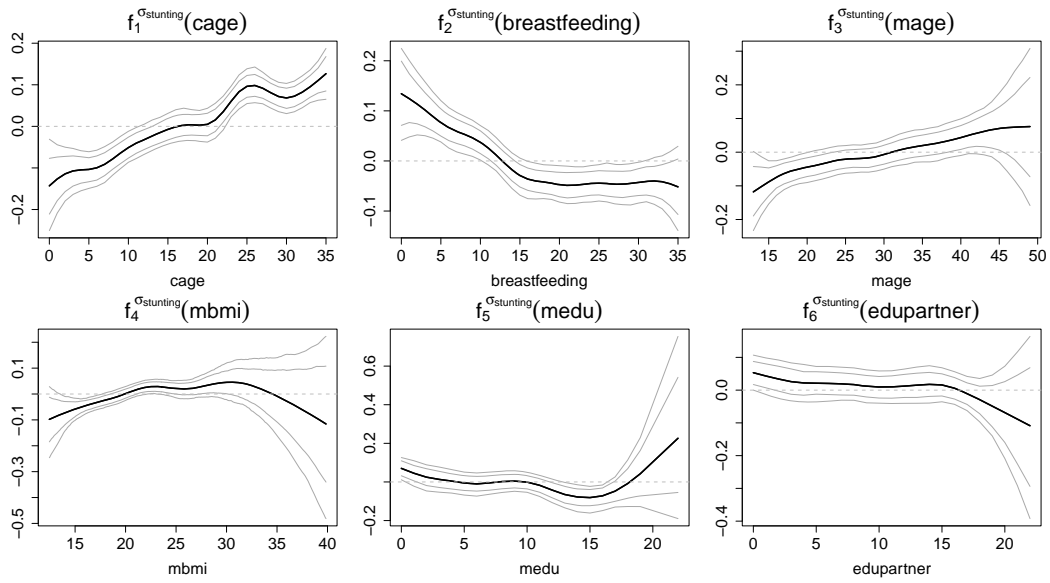 f₁^σstunting(cage)
0.2
0.1
0.0
−0.2
0 5 10 15 20 25 30 35
cage
f₂^σstunting(breastfeeding)
0.2
0.1
0.0
−0.1
0 5 10 15 20 25 30 35
breastfeeding
f₃^σstunting(mage)
0.2
0.0
−0.2
15 20 25 30 35 40 45 50
mage
f₄^σstunting(mbmi)
0.1
−0.1
−0.3
−0.5
15 20 25 30 35 40
mbmi
f₅^σstunting(medu)
0.6
0.4
0.2
−0.2
0 5 10 15 20
medu
f₆^σstunting(edupartner)
0.0
−0.2
−0.4
0 5 10 15 20
edupartner